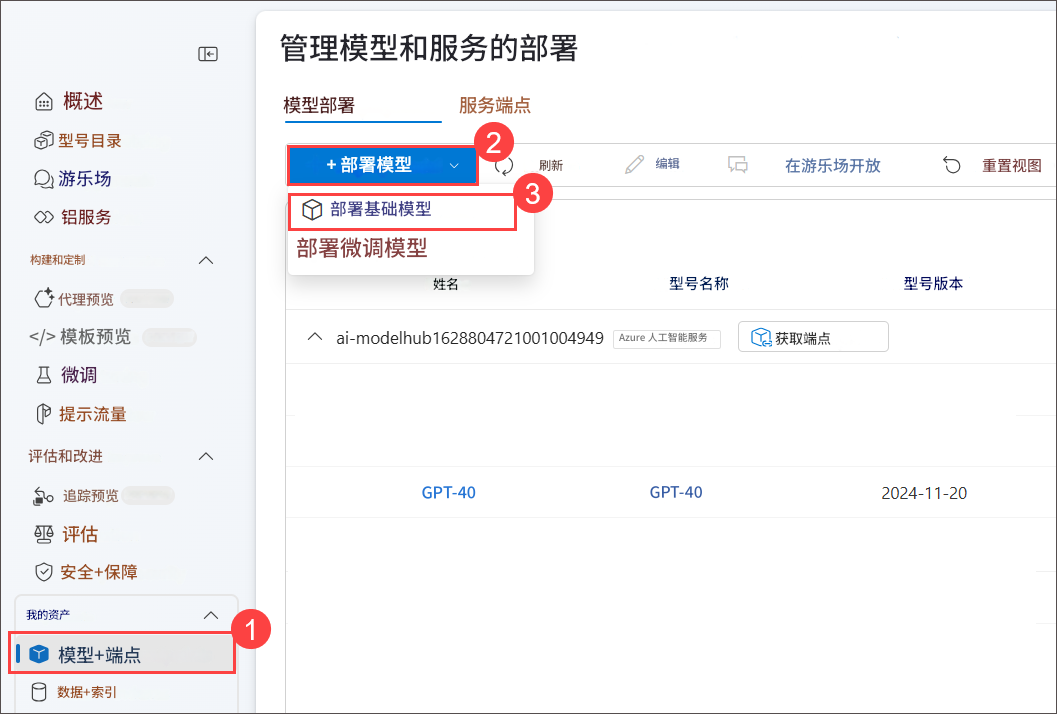 管理模型和服务的部署
模型部署
服务端点
+ 部署模型
2
刷新
编辑
在游乐场开放
重置视图
部署基础模型
3
部署微调模型
姓名
型号名称
型号版本
ai-modelhub1628804721001004949
Azure 人工智能服务
获取端点
GPT-40
GPT-40
2024-11-20
概述
型号目录
游乐场
铝服务
构建和定制
代理预览
</> 模板预览
微调
提示流量
评估和改进
追踪预览
评估
安全+保障
我的资产
1
模型+端点
数据+索引